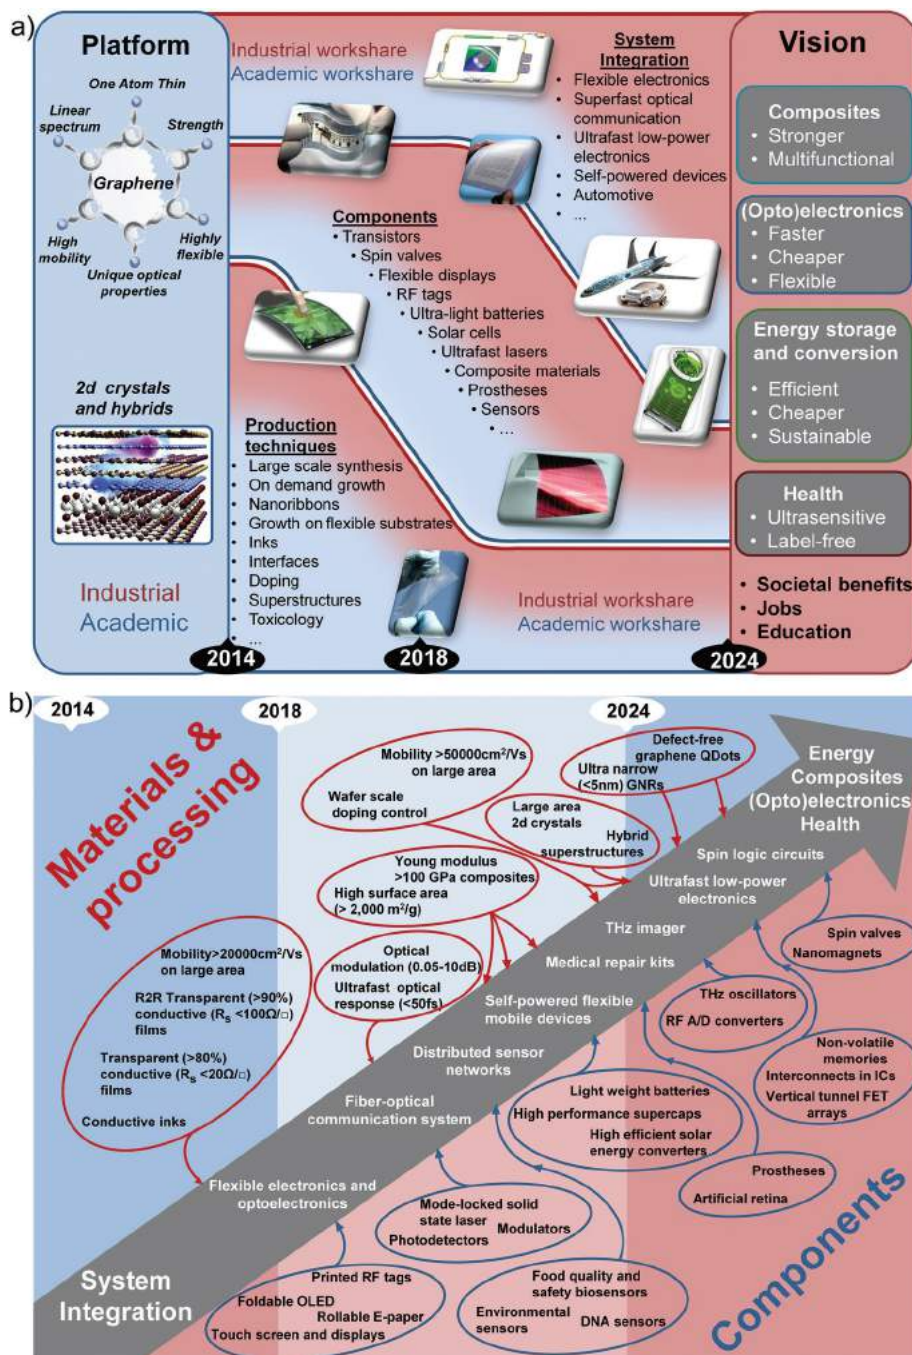 a)
Platform
One Atom Thin
Linear
spectrum
Strength
Graphene
High
mobility
Highly
flexible
Unique optical
properties
2d crystals
and hybrids
Industrial
Academic
Industrial workshare
Academic workshare
System
Integration
• Flexible electronics
• Superfast optical
communication
• Ultrafast low-power
electronics
• Self-powered devices
• Automotive
• ...
Components
• Transistors
• Spin valves
• Flexible displays
• RF tags
• Ultra-light batteries
• Solar cells
• Ultrafast lasers
• Composite materials
• Prostheses
• Sensors
• ...
Production
techniques
• Large scale synthesis
• On demand growth
• Nanoribbons
• Growth on flexible substrates
• Inks
• Interfaces
• Doping
• Superstructures
• Toxicology
• ...
Industrial workshare
Academic workshare
Vision
Composites
• Stronger
• Multifunctional
(Opto)electronics
• Faster
• Cheaper
• Flexible
Energy storage
and conversion
• Efficient
• Cheaper
• Sustainable
Health
• Ultrasensitive
• Label-free
• Societal benefits
• Jobs
• Education
2014
2018
2024
b)
2014
2018
2024
Materials &
processing
Mobility >50000cm²/Vs
on large area
Wafer scale
doping control
Defect-free
graphene QDots
Ultra narrow
(<5nm) GNRs
Large area
2d crystals
Hybrid
superstructures
Young modulus
>100 GPa composites
High surface area
(> 2,000 m²/g)
Optical
modulation (0.05-10dB)
Ultrafast optical
response (<50fs)
Mobility>20000cm²/Vs
on large area
R2R Transparent (>90%)
conductive (Rs <100Ω/□)
films
Transparent (>80%)
conductive (Rs <20Ω/□)
films
Conductive inks
Energy
Composites
(Opto)electronics
Health
Spin logic circuits
Ultrafast low-power
electronics
THz imager
Medical repair kits
Self-powered flexible
mobile devices
Distributed sensor
networks
Fiber-optical
communication system
Flexible electronics and
optoelectronics
System
Integration
Spin valves
Nanomagnets
THz oscillators
RF A/D converters
Non-volatile
memories
Interconnects in ICs
Vertical tunnel FET
arrays
Light weight batteries
High performance supercaps
High efficient solar
energy converters
Prostheses
Artificial retina
Mode-locked solid
state laser
Modulators
Photodetectors
Printed RF tags
Foldable OLED
Rollable E-paper
Touch screen and displays
Food quality and
safety biosensors
Environmental
sensors
DNA sensors
Components